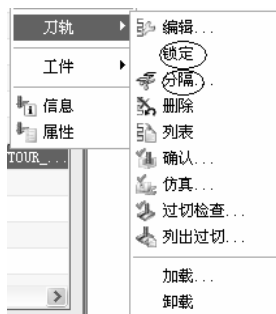 刀轨
工件
信息
属性
TOUR_...
编辑...
锁定
分隔...
删除
列表
确认...
仿真...
过切检查...
列出过切...
加载...
卸载